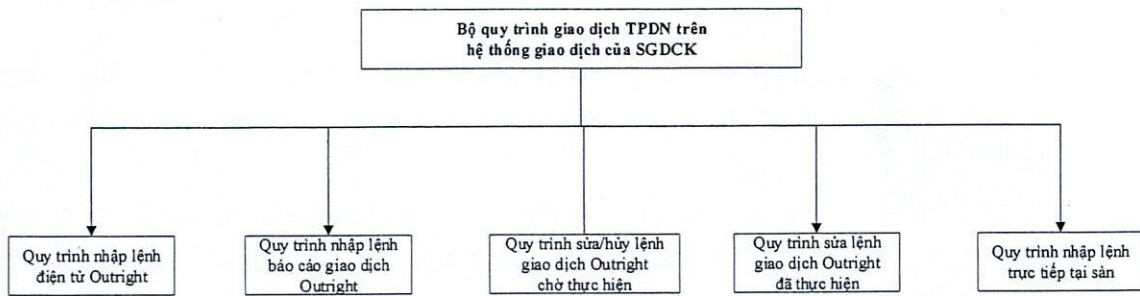 Bộ quy trình giao dịch TPDN trên
hệ thống giao dịch của SGDCK
Quy trình nhập lệnh
điện tử Outright
Quy trình nhập lệnh
báo cáo giao dịch
Outright
Quy trình sửa/hủy lệnh
giao dịch Outright
chờ thực hiện
Quy trình sửa lệnh
giao dịch Outright
đã thực hiện
Quy trình nhập lệnh
trực tiếp tại sàn